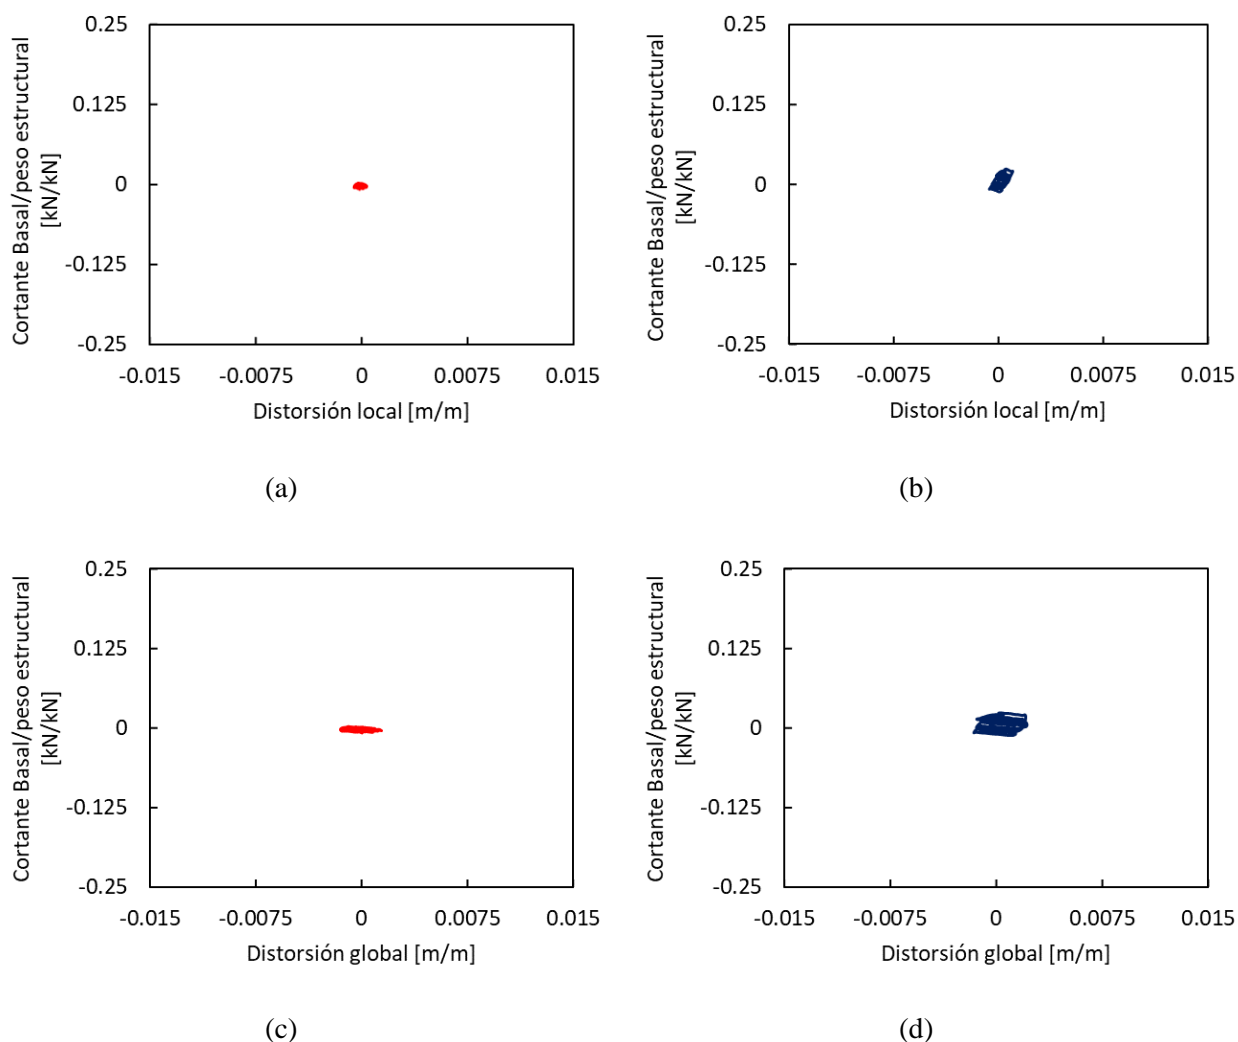 Cortante Basal/peso estructural
[kN/kN]
0.25
0.125
0
-0.125
-0.25
-0.015
-0.0075
0
0.0075
0.015
Distorsión local [m/m]
(a)
Cortante Basal/peso estructural
[kN/kN]
0.25
0.125
0
-0.125
-0.25
-0.015
-0.0075
0
0.0075
0.015
Distorsión local [m/m]
(b)
Cortante Basal/peso estructural
[kN/kN]
0.25
0.125
0
-0.125
-0.25
-0.015
-0.0075
0
0.0075
0.015
Distorsión global [m/m]
(c)
Cortante Basal/peso estructural
[kN/kN]
0.25
0.125
0
-0.125
-0.25
-0.015
-0.0075
0
0.0075
0.015
Distorsión global [m/m]
(d)